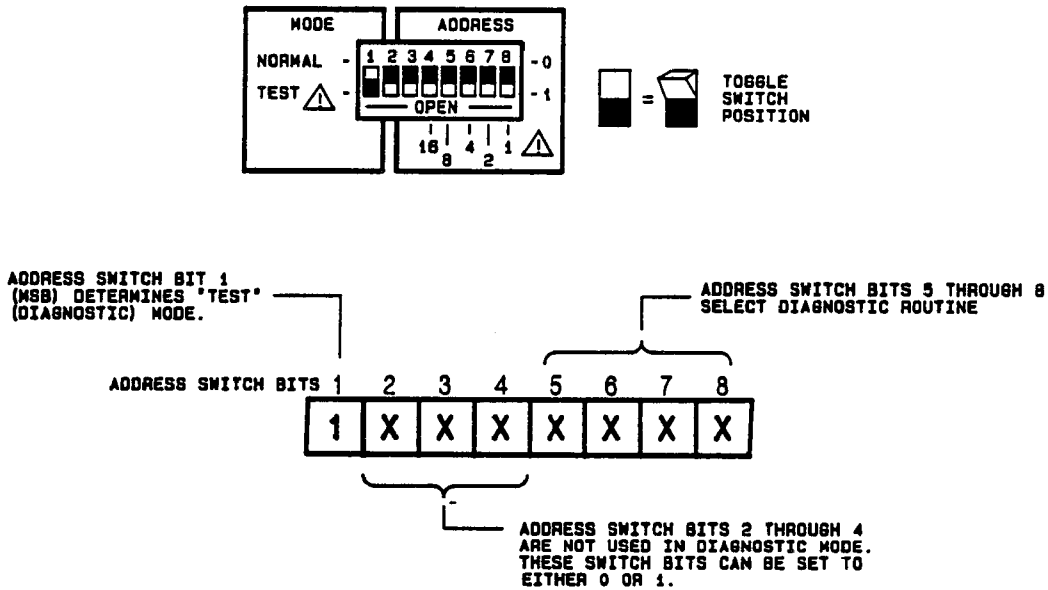 MODE
ADDRESS
NORMAL -
1 2 3 4 5 6 7 8
- 0
TEST -
- 1
OPEN
16 8 4 2 1
=
TOGGLE
SWITCH
POSITION
ADDRESS SWITCH BIT 1
(MSB) DETERMINES "TEST"
(DIAGNOSTIC) MODE.
ADDRESS SWITCH BITS 5 THROUGH 8
SELECT DIAGNOSTIC ROUTINE
ADDRESS SWITCH BITS 1 2 3 4 5 6 7 8
1 X X X X X X X
ADDRESS SWITCH BITS 2 THROUGH 4
ARE NOT USED IN DIAGNOSTIC MODE.
THESE SWITCH BITS CAN BE SET TO
EITHER 0 OR 1.